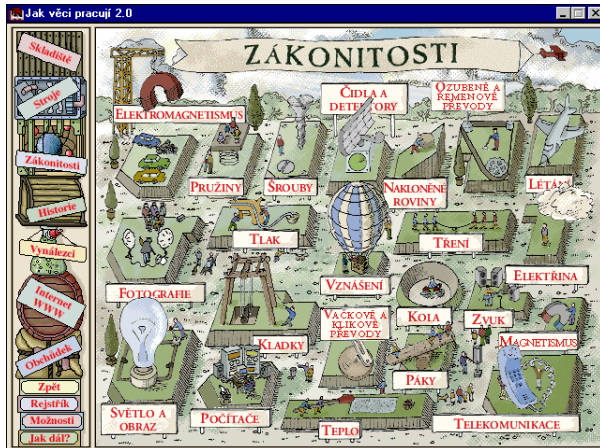 Jak věci pracují 2.0
Skladiště
Stroje
Zákonitosti
Historie
Vynálezci
Internet
WWW
Obchůdek
Zpět
Rejstřík
Možnosti
Jak dál?
ZÁKONITOSTI
ELEKTROMAGNETISMUS
ČIDLA A
DETEKTORY
OZUBENÉ A
ŘEMENOVÉ
PŘEVODY
PRUŽINY
ŠROUBY
NAKLONĚNÉ
ROVINY
LÉTÁNÍ
TLAK
TŘENÍ
FOTOGRAFIE
VZNÁŠENÍ
ELEKTŘINA
KOLA
ZVUK
KLADKY
VAČKOVÉ A
KLIKOVÉ
PŘEVODY
MAGNETISMUS
PÁKY
SVĚTLO A
OBRAZ
POČÍTAČE
TEPLO
TELEKOMUNIKACE